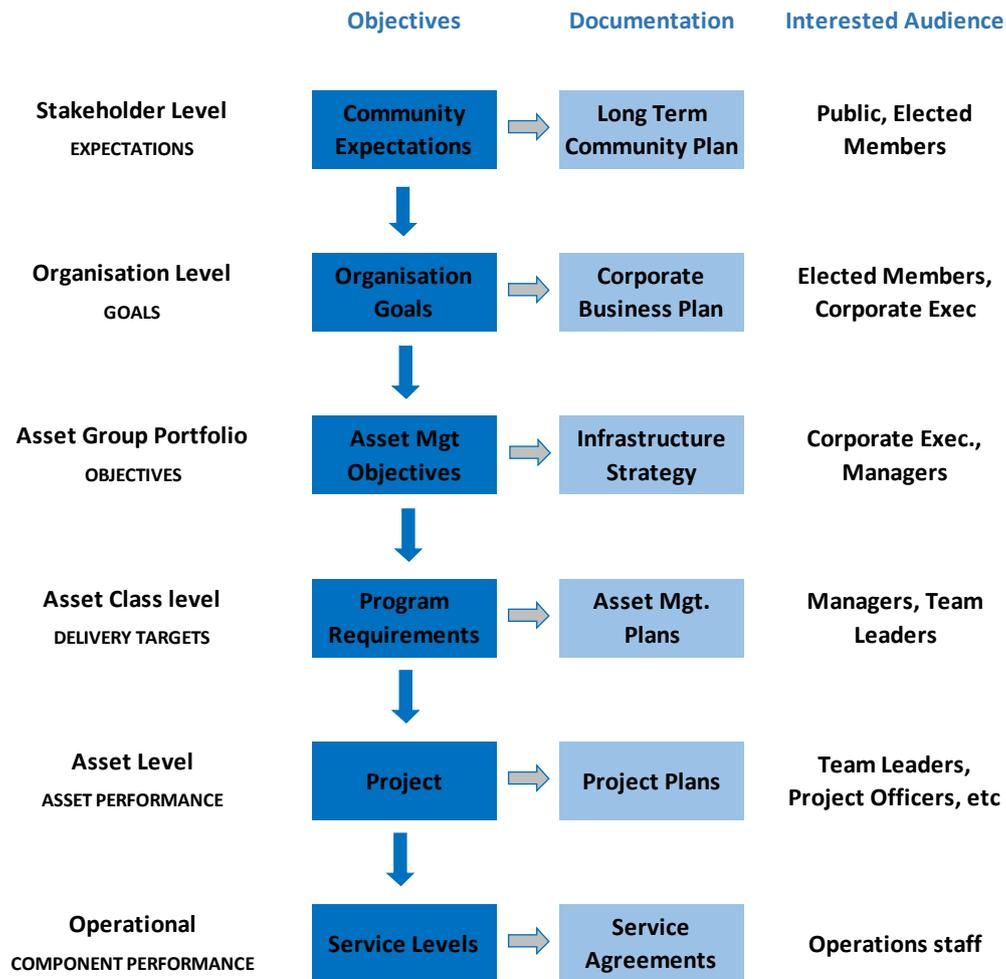 Objectives
Documentation
Interested Audience
Stakeholder Level
EXPECTATIONS
Community
Expectations
Long Term
Community Plan
Public, Elected
Members
Organisation Level
GOALS
Organisation
Goals
Corporate
Business Plan
Elected Members,
Corporate Exec
Asset Group Portfolio
OBJECTIVES
Asset Mgt
Objectives
Infrastructure
Strategy
Corporate Exec.,
Managers
Asset Class level
DELIVERY TARGETS
Program
Requirements
Asset Mgt.
Plans
Managers, Team
Leaders
Asset Level
ASSET PERFORMANCE
Project
Project Plans
Team Leaders,
Project Officers, etc
Operational
COMPONENT PERFORMANCE
Service Levels
Service
Agreements
Operations staff